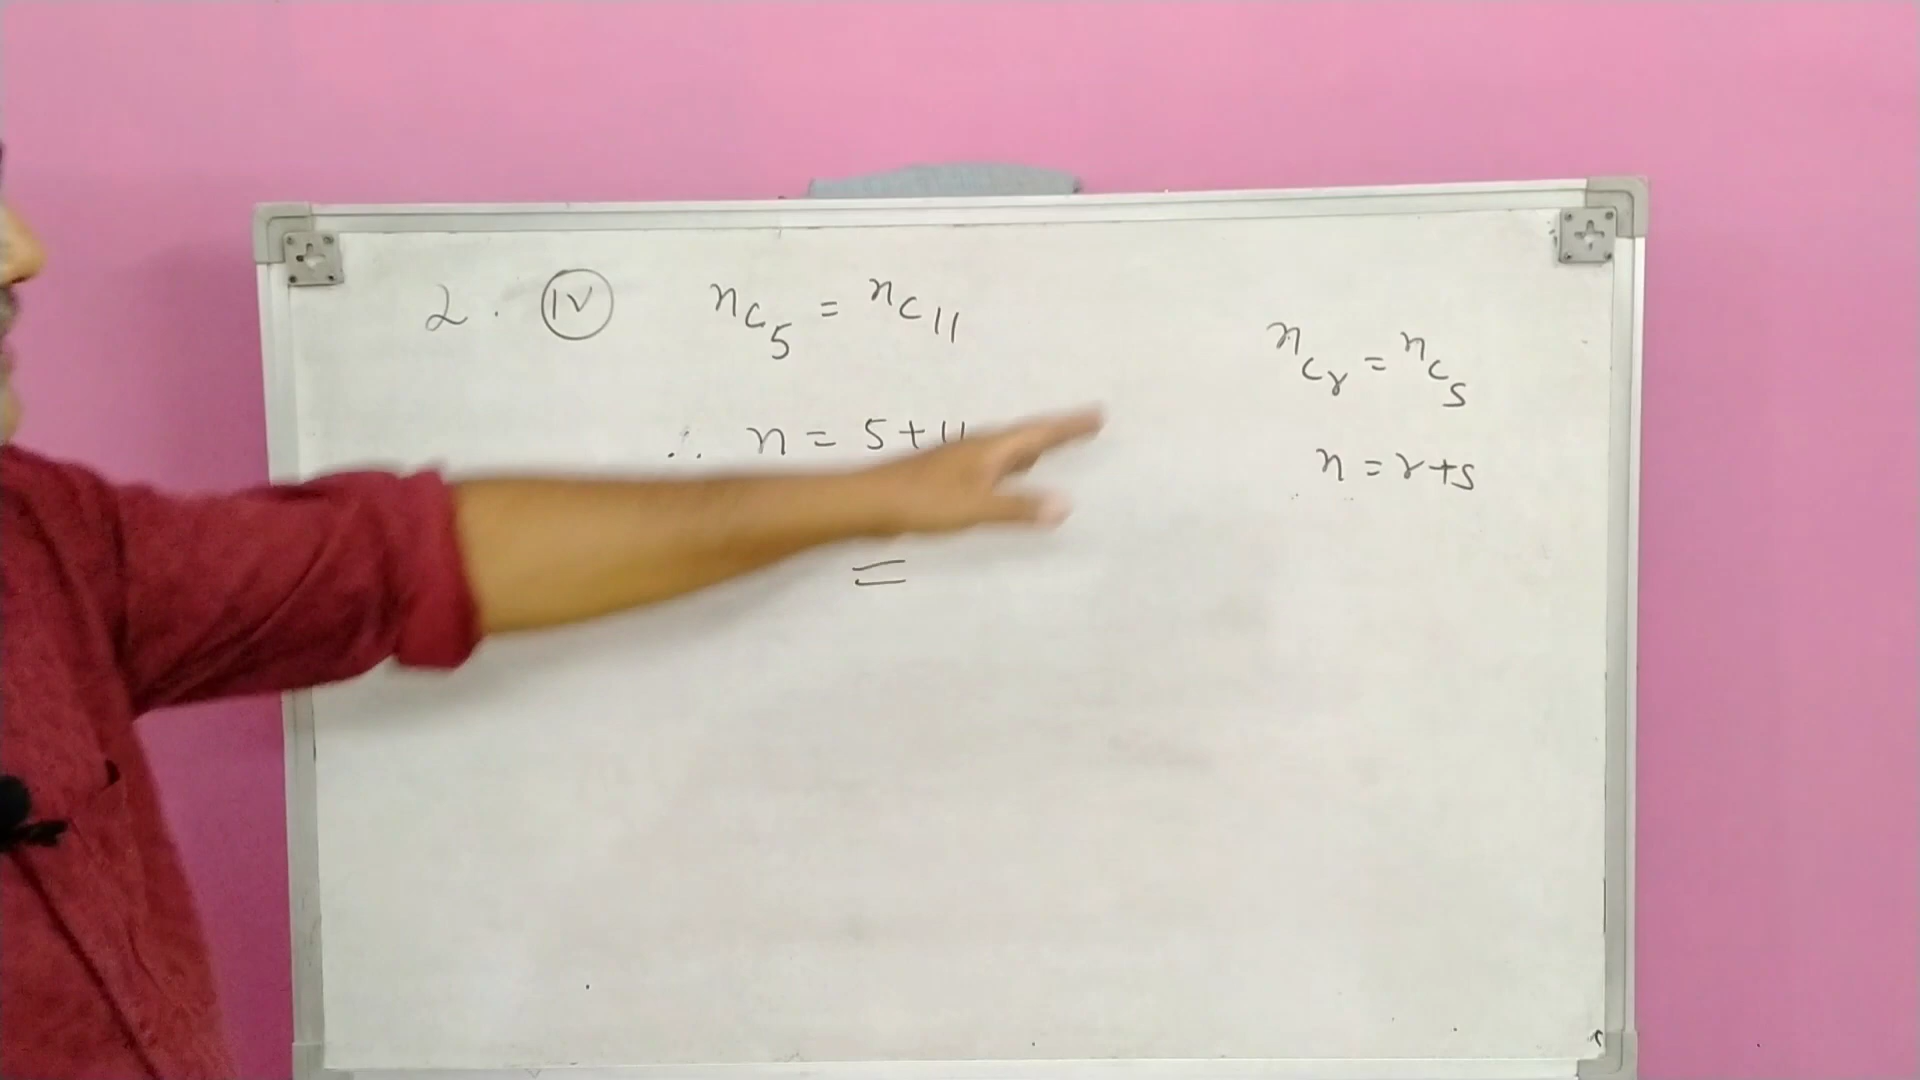 2. (IV) nC5 = nC11
∴ n = 5+11
=
nCr = nCs
n = r+s